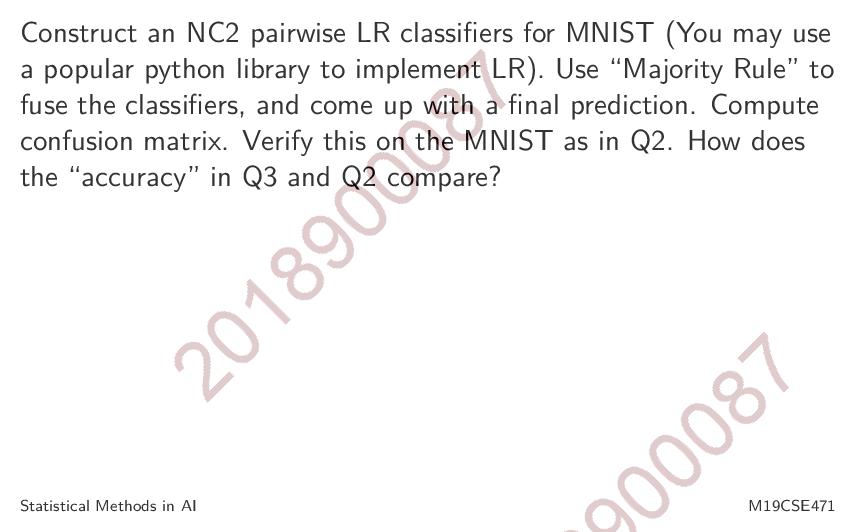 Construct an NC2 pairwise LR classifiers for MNIST (You may use
a popular python library to implement LR). Use “Majority Rule” to
fuse the classifiers, and come up with a final prediction. Compute
confusion matrix. Verify this on the MNIST as in Q2. How does
the “accuracy” in Q3 and Q2 compare?
2018900087
900087
Statistical Methods in AI
M19CSE471